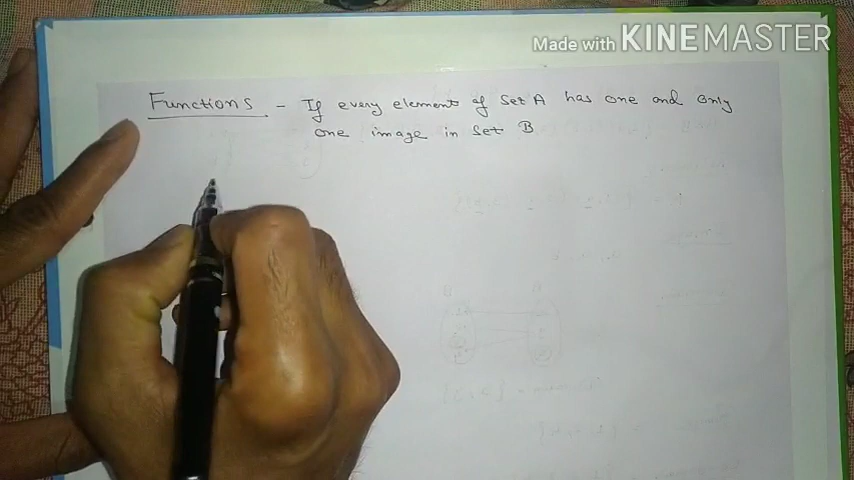 Made with KINEMASTER
Functions - If every element of Set A has one and only
one image in Set B